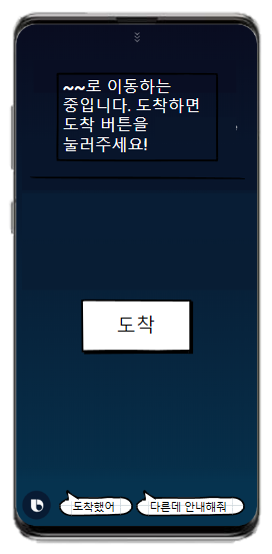 ~~로 이동하는
중입니다. 도착하면
도착 버튼을
눌러주세요!
도착
도착했어
다른데 안내해줘